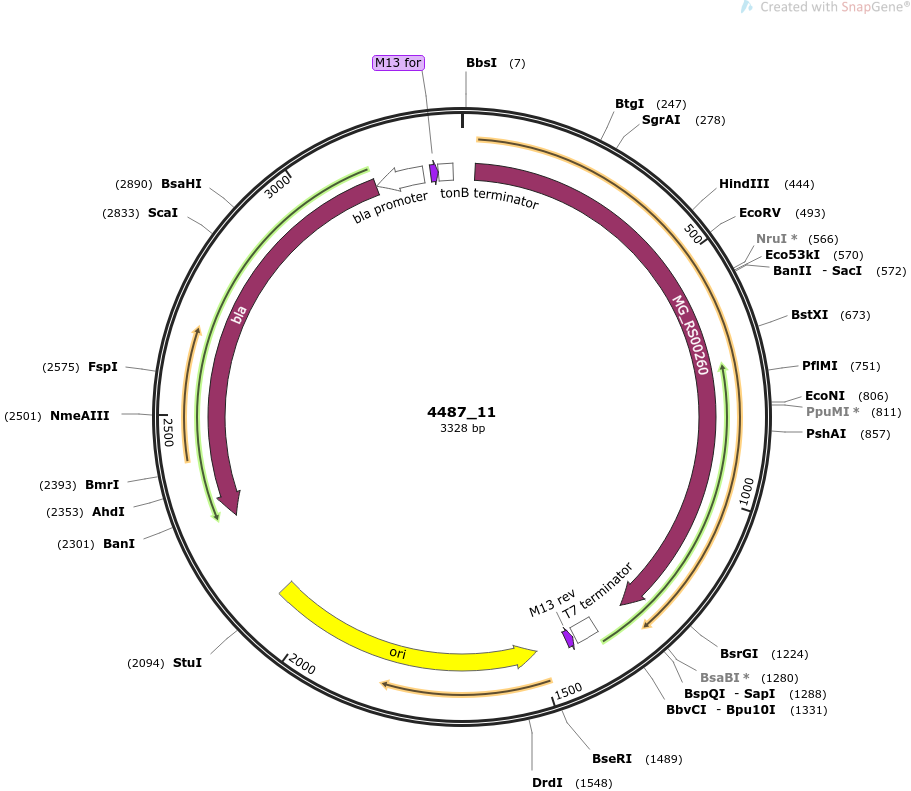 Created with SnapGene®
M13 for
BbsI (7)
BtgI (247)
SgrAI (278)
HindIII (444)
EcoRV (493)
NruI * (566)
Eco53kI (570)
BanII - SacI (572)
BstXI (673)
PflMI (751)
EcoNI (806)
PpuMI * (811)
PshAI (857)
BsrGI (1224)
BsaBI * (1280)
BspQI - SapI (1288)
BbvCI - Bpu10I (1331)
BseRI (1489)
DrdI (1548)
(2094) StuI
(2301) BanI
(2353) AhdI
(2393) BmrI
(2501) NmeAIII
(2575) FspI
(2833) ScaI
(2890) BsaHI
500
1000
1500
2000
2500
3000
bla promoter
tonB terminator
MG_RS00260
bla
4487_11
3328 bp
M13 rev
T7 terminator
ori